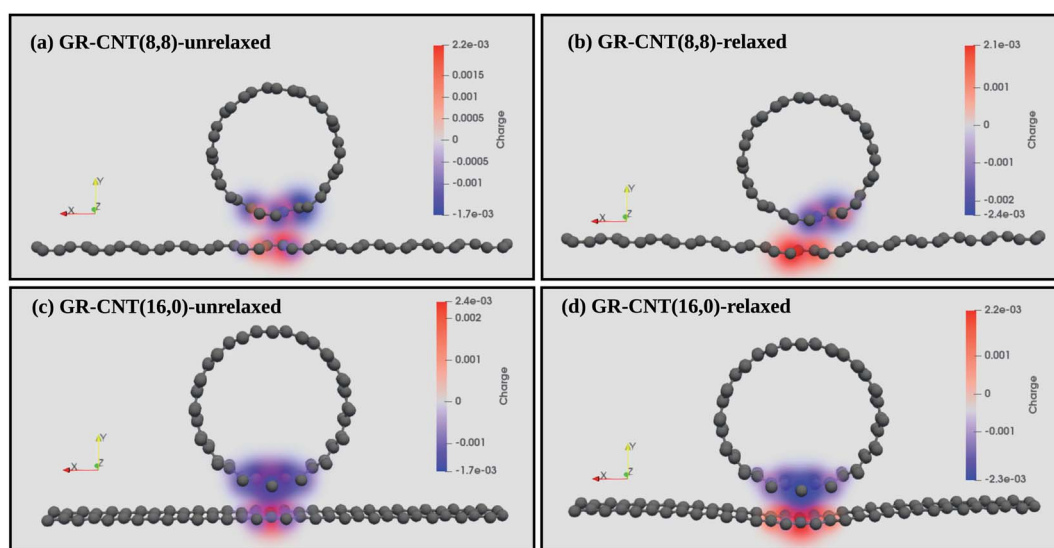 (a) GR-CNT(8,8)-unrelaxed
2.2e-03
0.0015
0.001
0.0005
0
-0.0005
-0.001
-1.7e-03
Charge
Y
X
Z
(b) GR-CNT(8,8)-relaxed
2.1e-03
0.001
0
-0.001
-0.002
-2.4e-03
Charge
Y
X
Z
(c) GR-CNT(16,0)-unrelaxed
2.4e-03
0.002
0.001
0
-0.001
-1.7e-03
Charge
Y
X
Z
(d) GR-CNT(16,0)-relaxed
2.2e-03
0.001
0
-0.001
-2.3e-03
Charge
Y
X
Z